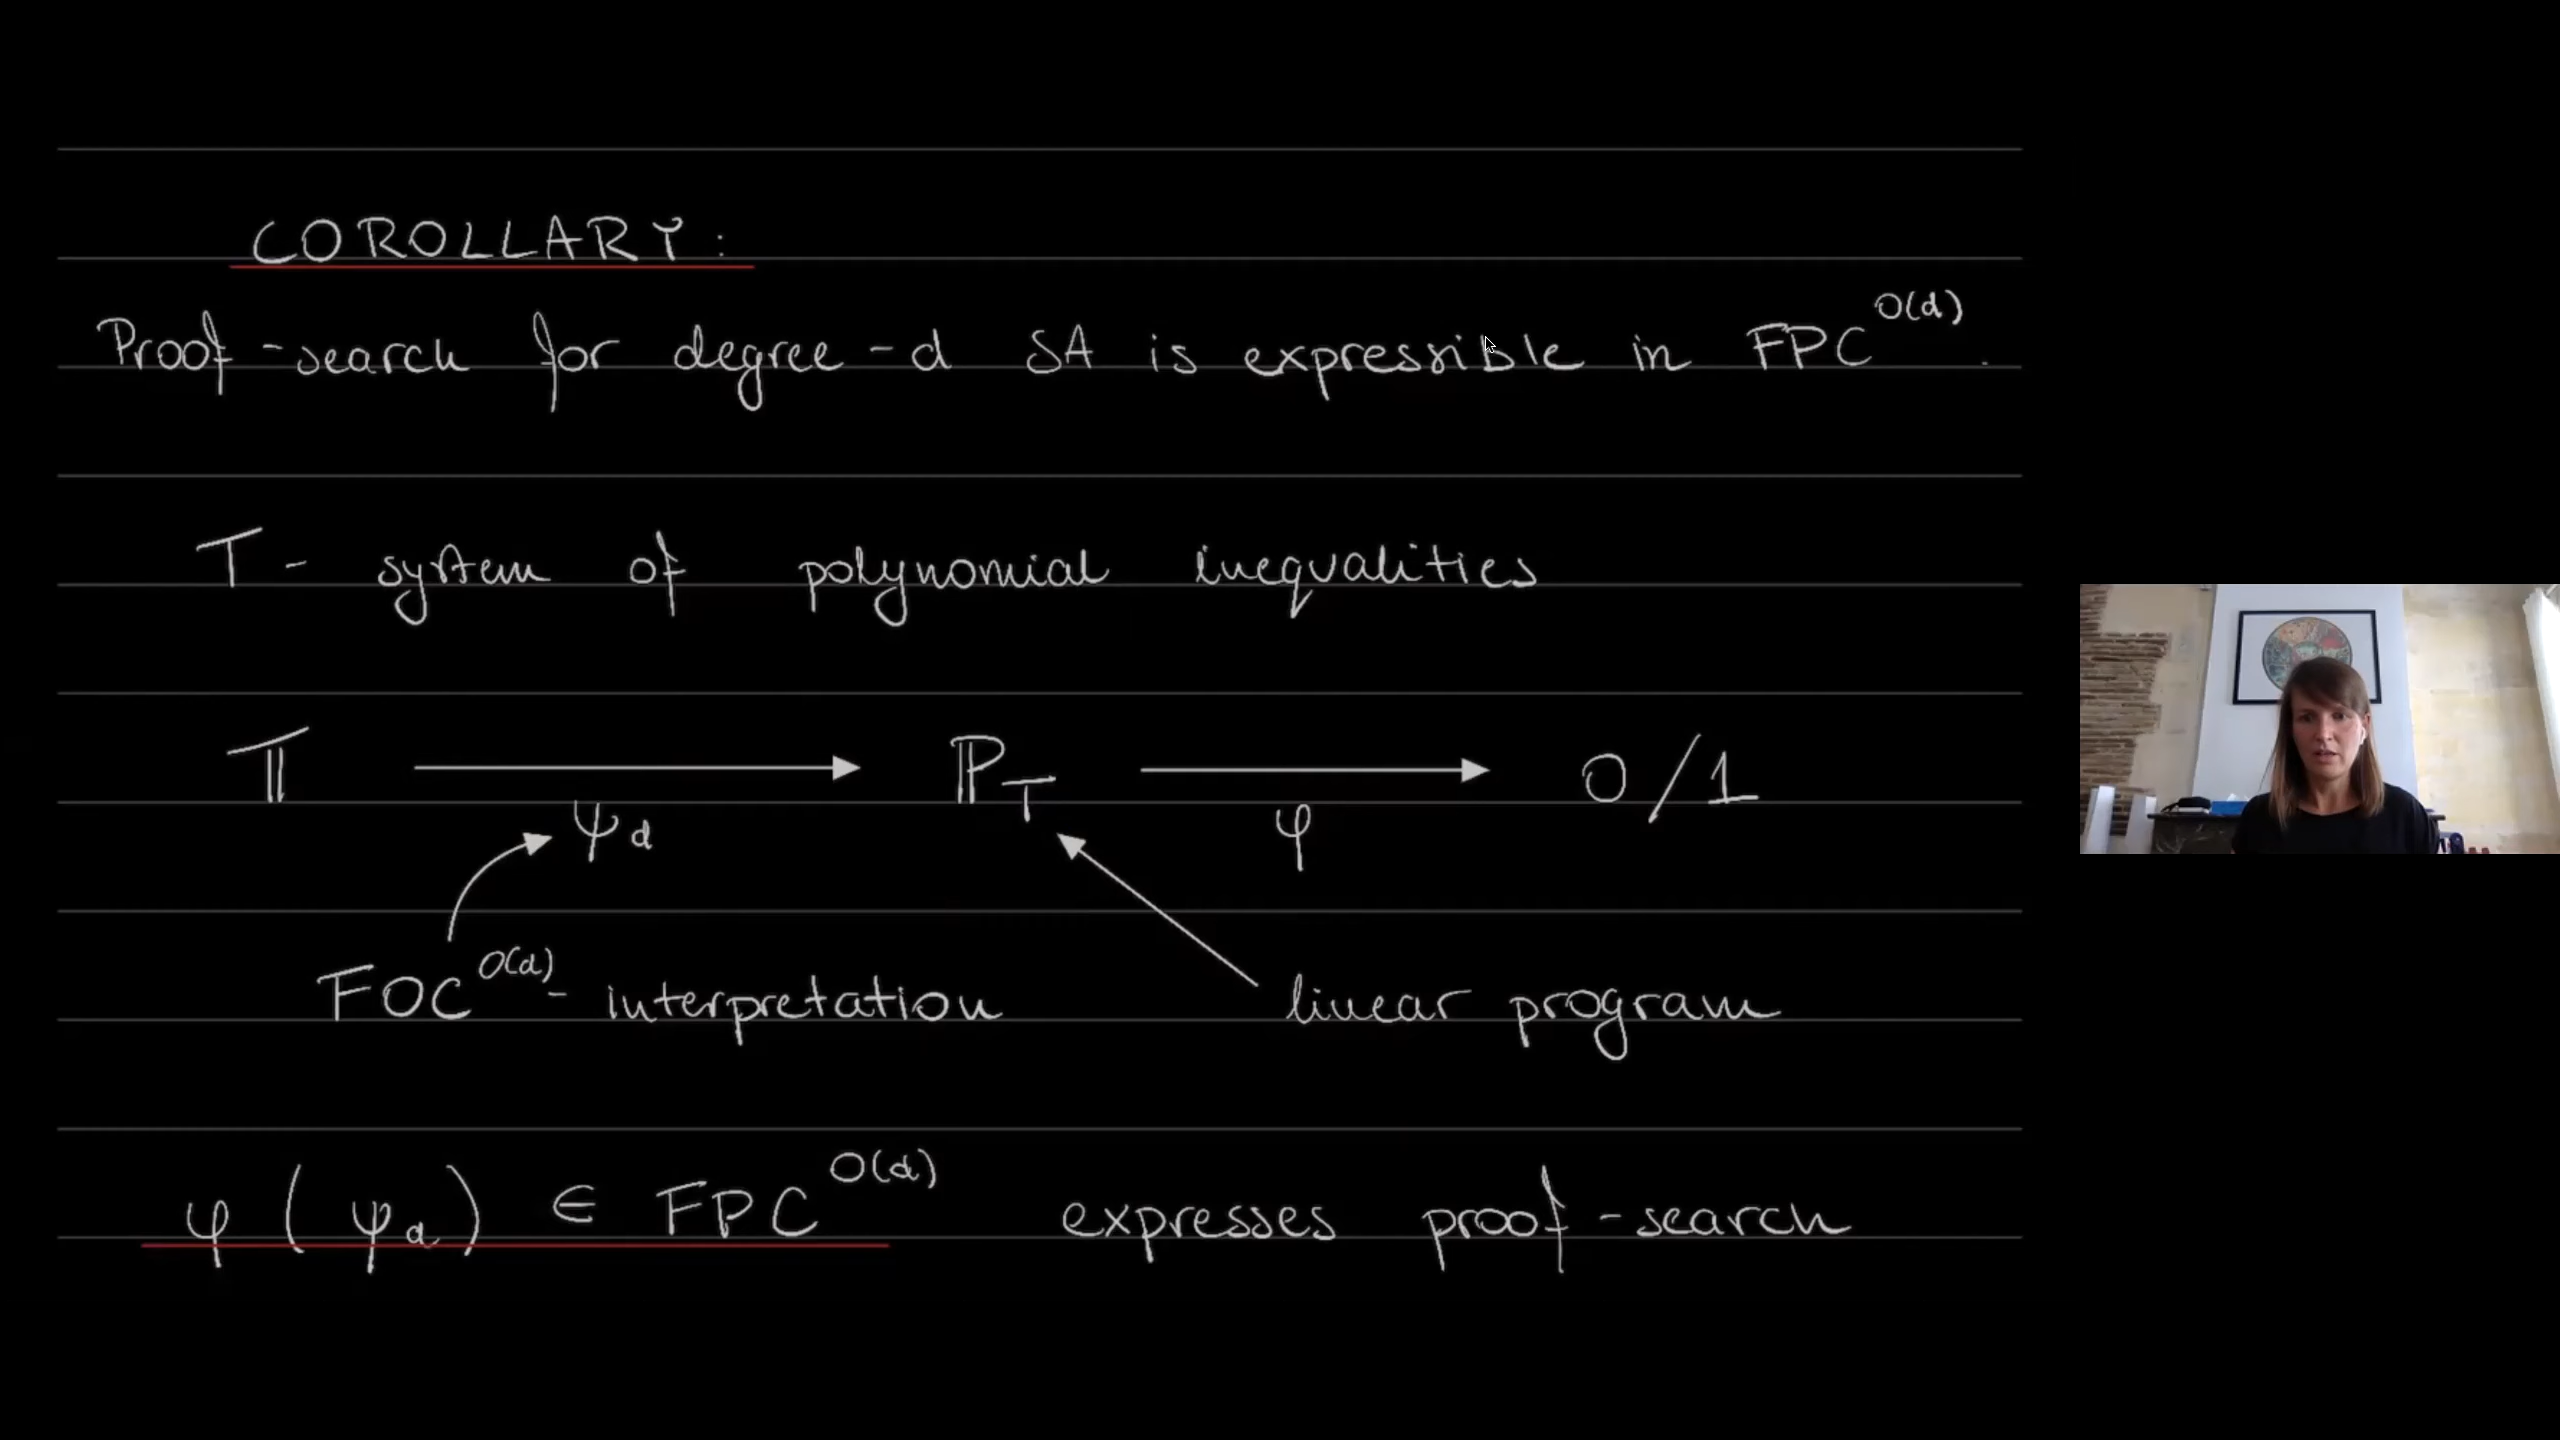 COROLLARY:
Proof-search for degree-d SA is expressible in FPC^O(d).
T - system of polynomial inequalities
𝕋 → ℙ_T → 0/1
ψ_d φ
FOC^O(d)-interpretation linear program
φ(ψ_d) ∈ FPC^O(d) expresses proof-search